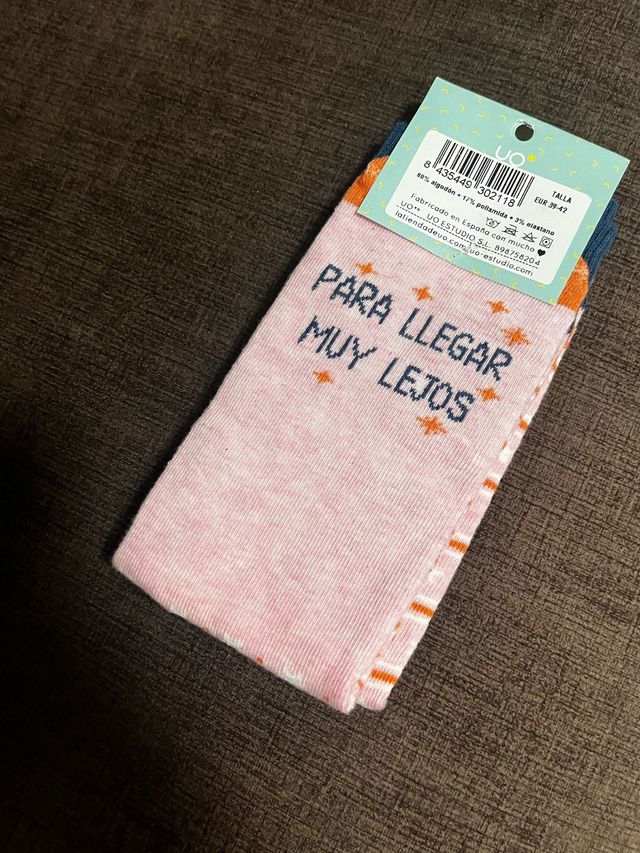 UO
8 435449 302118
TALLA
EUR 39-42
80% algodón + 17% poliamida + 3% elastano
Fabricado en España con mucho
UO UO ESTUDIO S.L. B98758204
latiendadeuo.com uo-estudio.com
PARA LLEGAR
MUY LEJOS